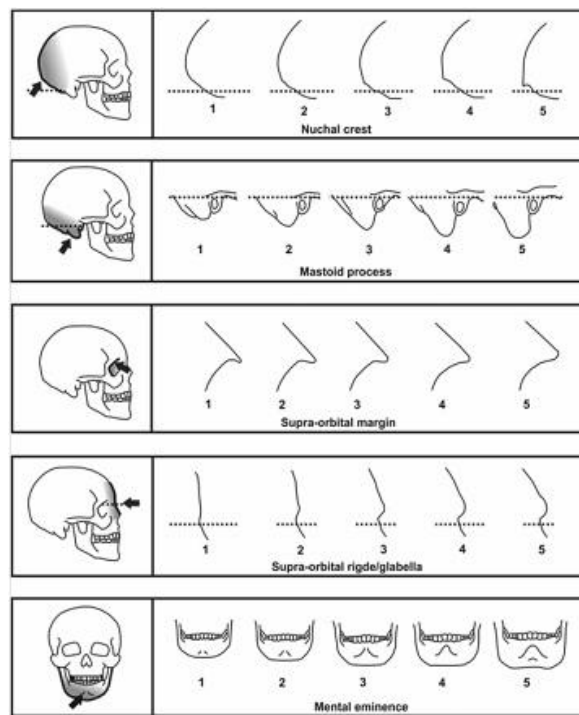 1 2 3 4 5
Nuchal crest
1 2 3 4 5
Mastoid process
1 2 3 4 5
Supra-orbital margin
1 2 3 4 5
Supra-orbital rigde/glabella
1 2 3 4 5
Mental eminence